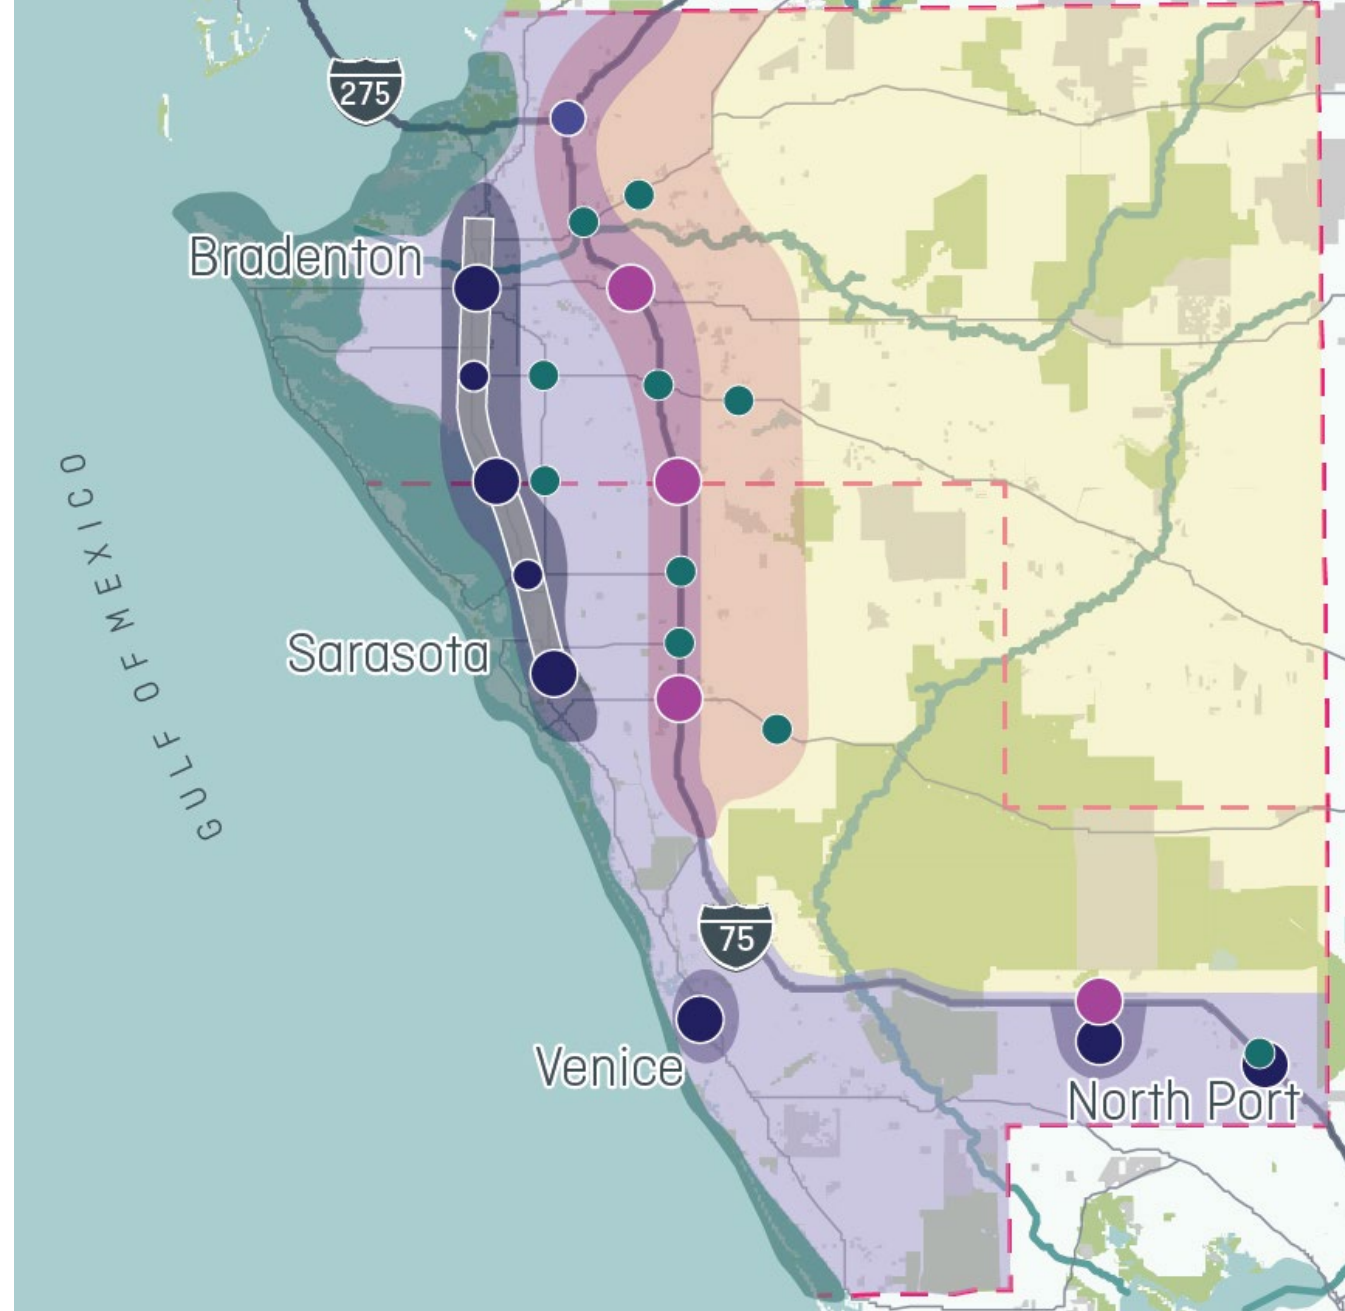 275
Bradenton
GULF OF MEXICO
Sarasota
75
Venice
North Port